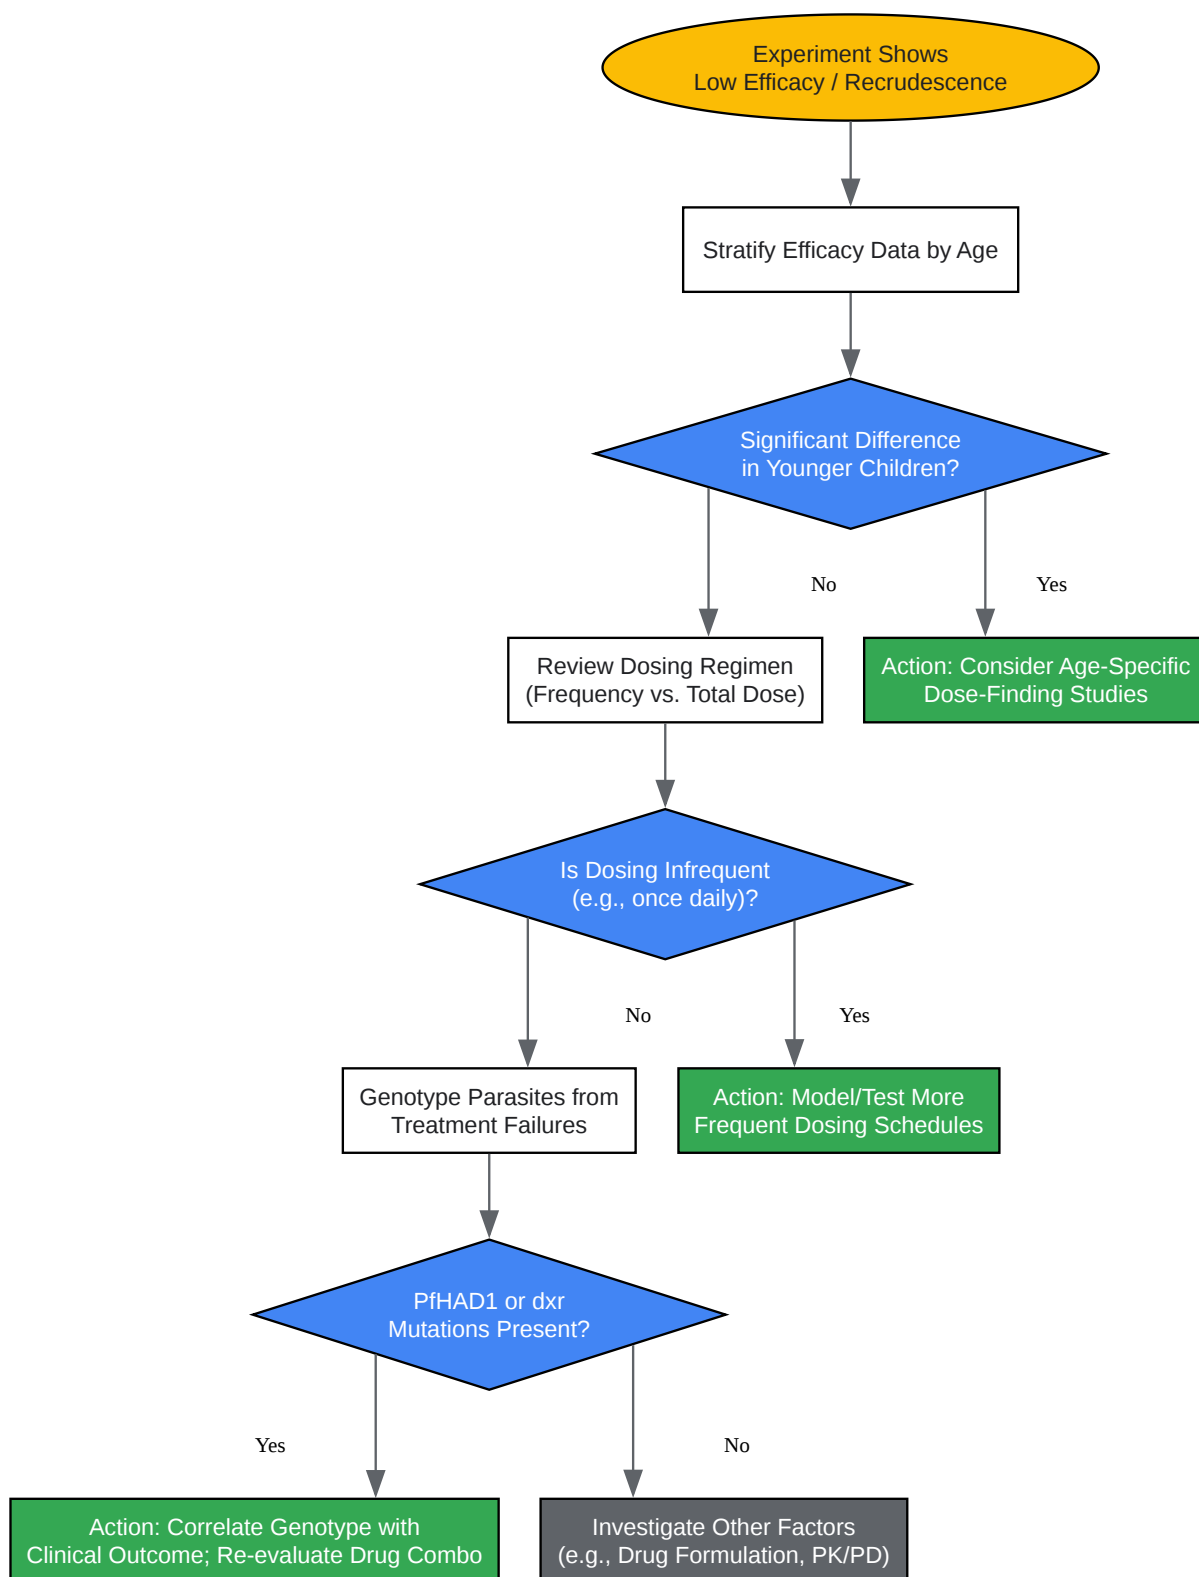 Experiment Shows
Low Efficacy / Recrudescence
Stratify Efficacy Data by Age
Significant Difference
in Younger Children?
No
Yes
Review Dosing Regimen
(Frequency vs. Total Dose)
Action: Consider Age-Specific
Dose-Finding Studies
Is Dosing Infrequent
(e.g., once daily)?
No
Yes
Genotype Parasites from
Treatment Failures
Action: Model/Test More
Frequent Dosing Schedules
PfHAD1 or dxr
Mutations Present?
Yes
No
Action: Correlate Genotype with
Clinical Outcome; Re-evaluate Drug Combo
Investigate Other Factors
(e.g., Drug Formulation, PK/PD)